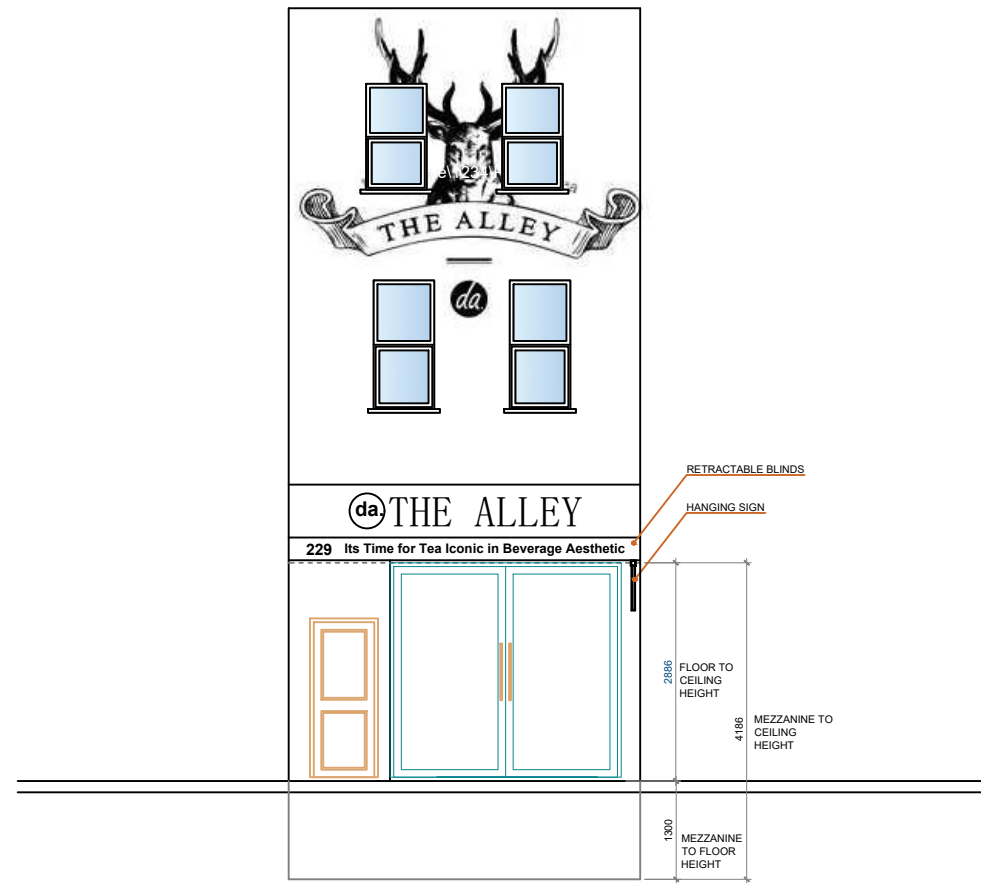 THE ALLEY
da.
RETRACTABLE BLINDS
da. THE ALLEY
HANGING SIGN
229 Its Time for Tea Iconic in Beverage Aesthetic
2886
FLOOR TO
CEILING
HEIGHT
4186
MEZZANINE TO
CEILING
HEIGHT
1300
MEZZANINE
TO FLOOR
HEIGHT